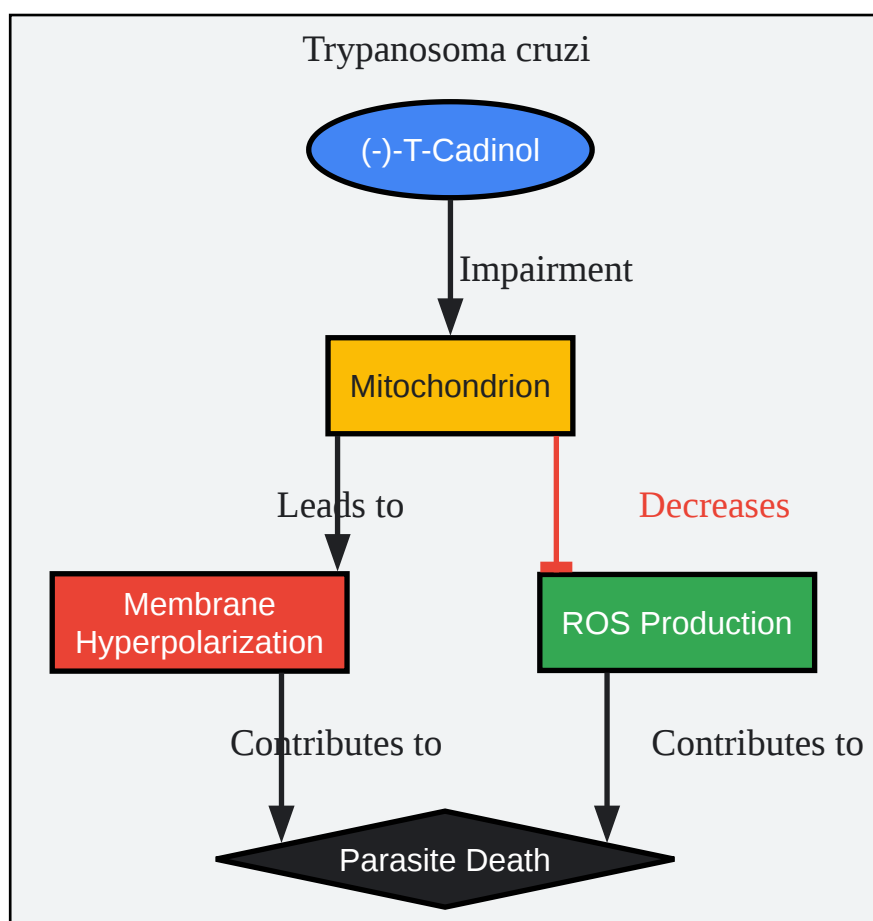 Trypanosoma cruzi
(-)-T-Cadinol
Impairment
Mitochondrion
Leads to
Decreases
Membrane
Hyperpolarization
ROS Production
Contributes to
Contributes to
Parasite Death